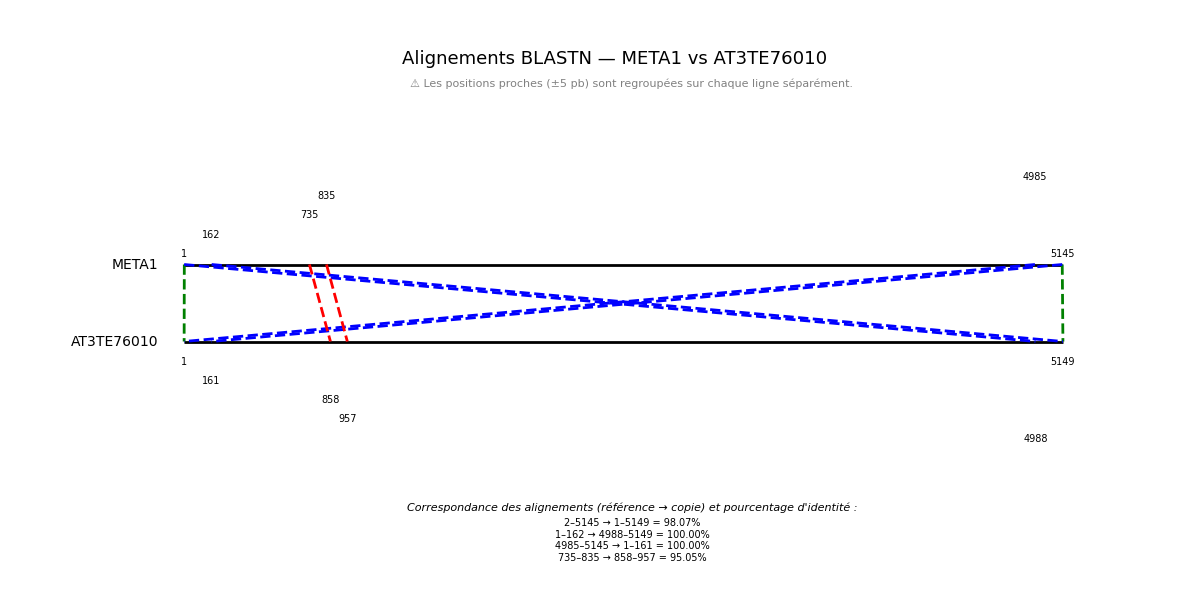 Alignements BLASTN — META1 vs AT3TE76010
⚠ Les positions proches (±5 pb) sont regroupées sur chaque ligne séparément.
4985
835
735
162
1
5145
META1
AT3TE76010
1
5149
161
858
957
4988
Correspondance des alignements (référence → copie) et pourcentage d'identité :
2–5145 → 1–5149 = 98.07%
1–162 → 4988–5149 = 100.00%
4985–5145 → 1–161 = 100.00%
735–835 → 858–957 = 95.05%